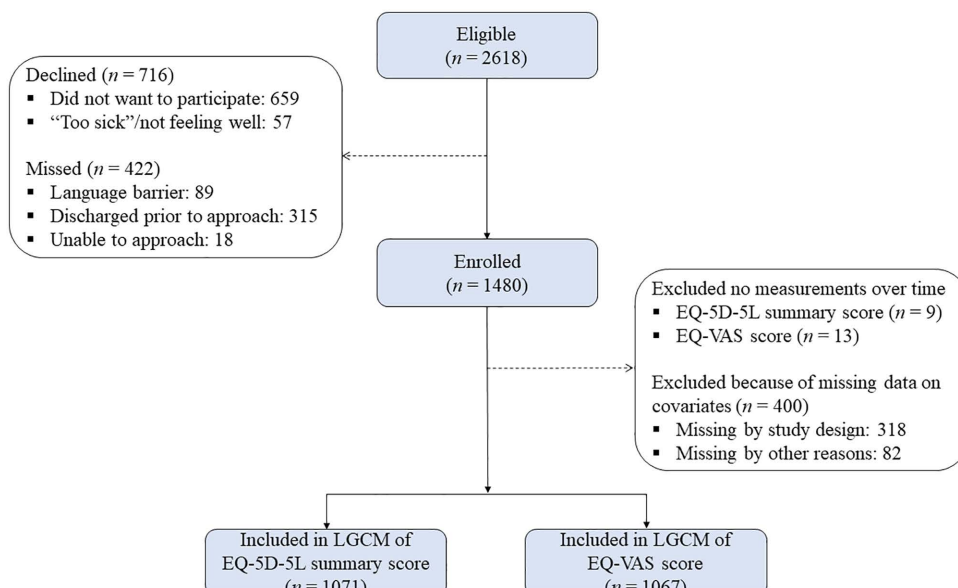 Eligible
(n = 2618)
Declined (n = 716)
▪ Did not want to participate: 659
▪ “Too sick”/not feeling well: 57
Missed (n = 422)
▪ Language barrier: 89
▪ Discharged prior to approach: 315
▪ Unable to approach: 18
Enrolled
(n = 1480)
Excluded no measurements over time
▪ EQ-5D-5L summary score (n = 9)
▪ EQ-VAS score (n = 13)
Excluded because of missing data on
covariates (n = 400)
▪ Missing by study design: 318
▪ Missing by other reasons: 82
Included in LGCM of
EQ-5D-5L summary score
(n = 1071)
Included in LGCM of
EQ-VAS score
(n = 1067)